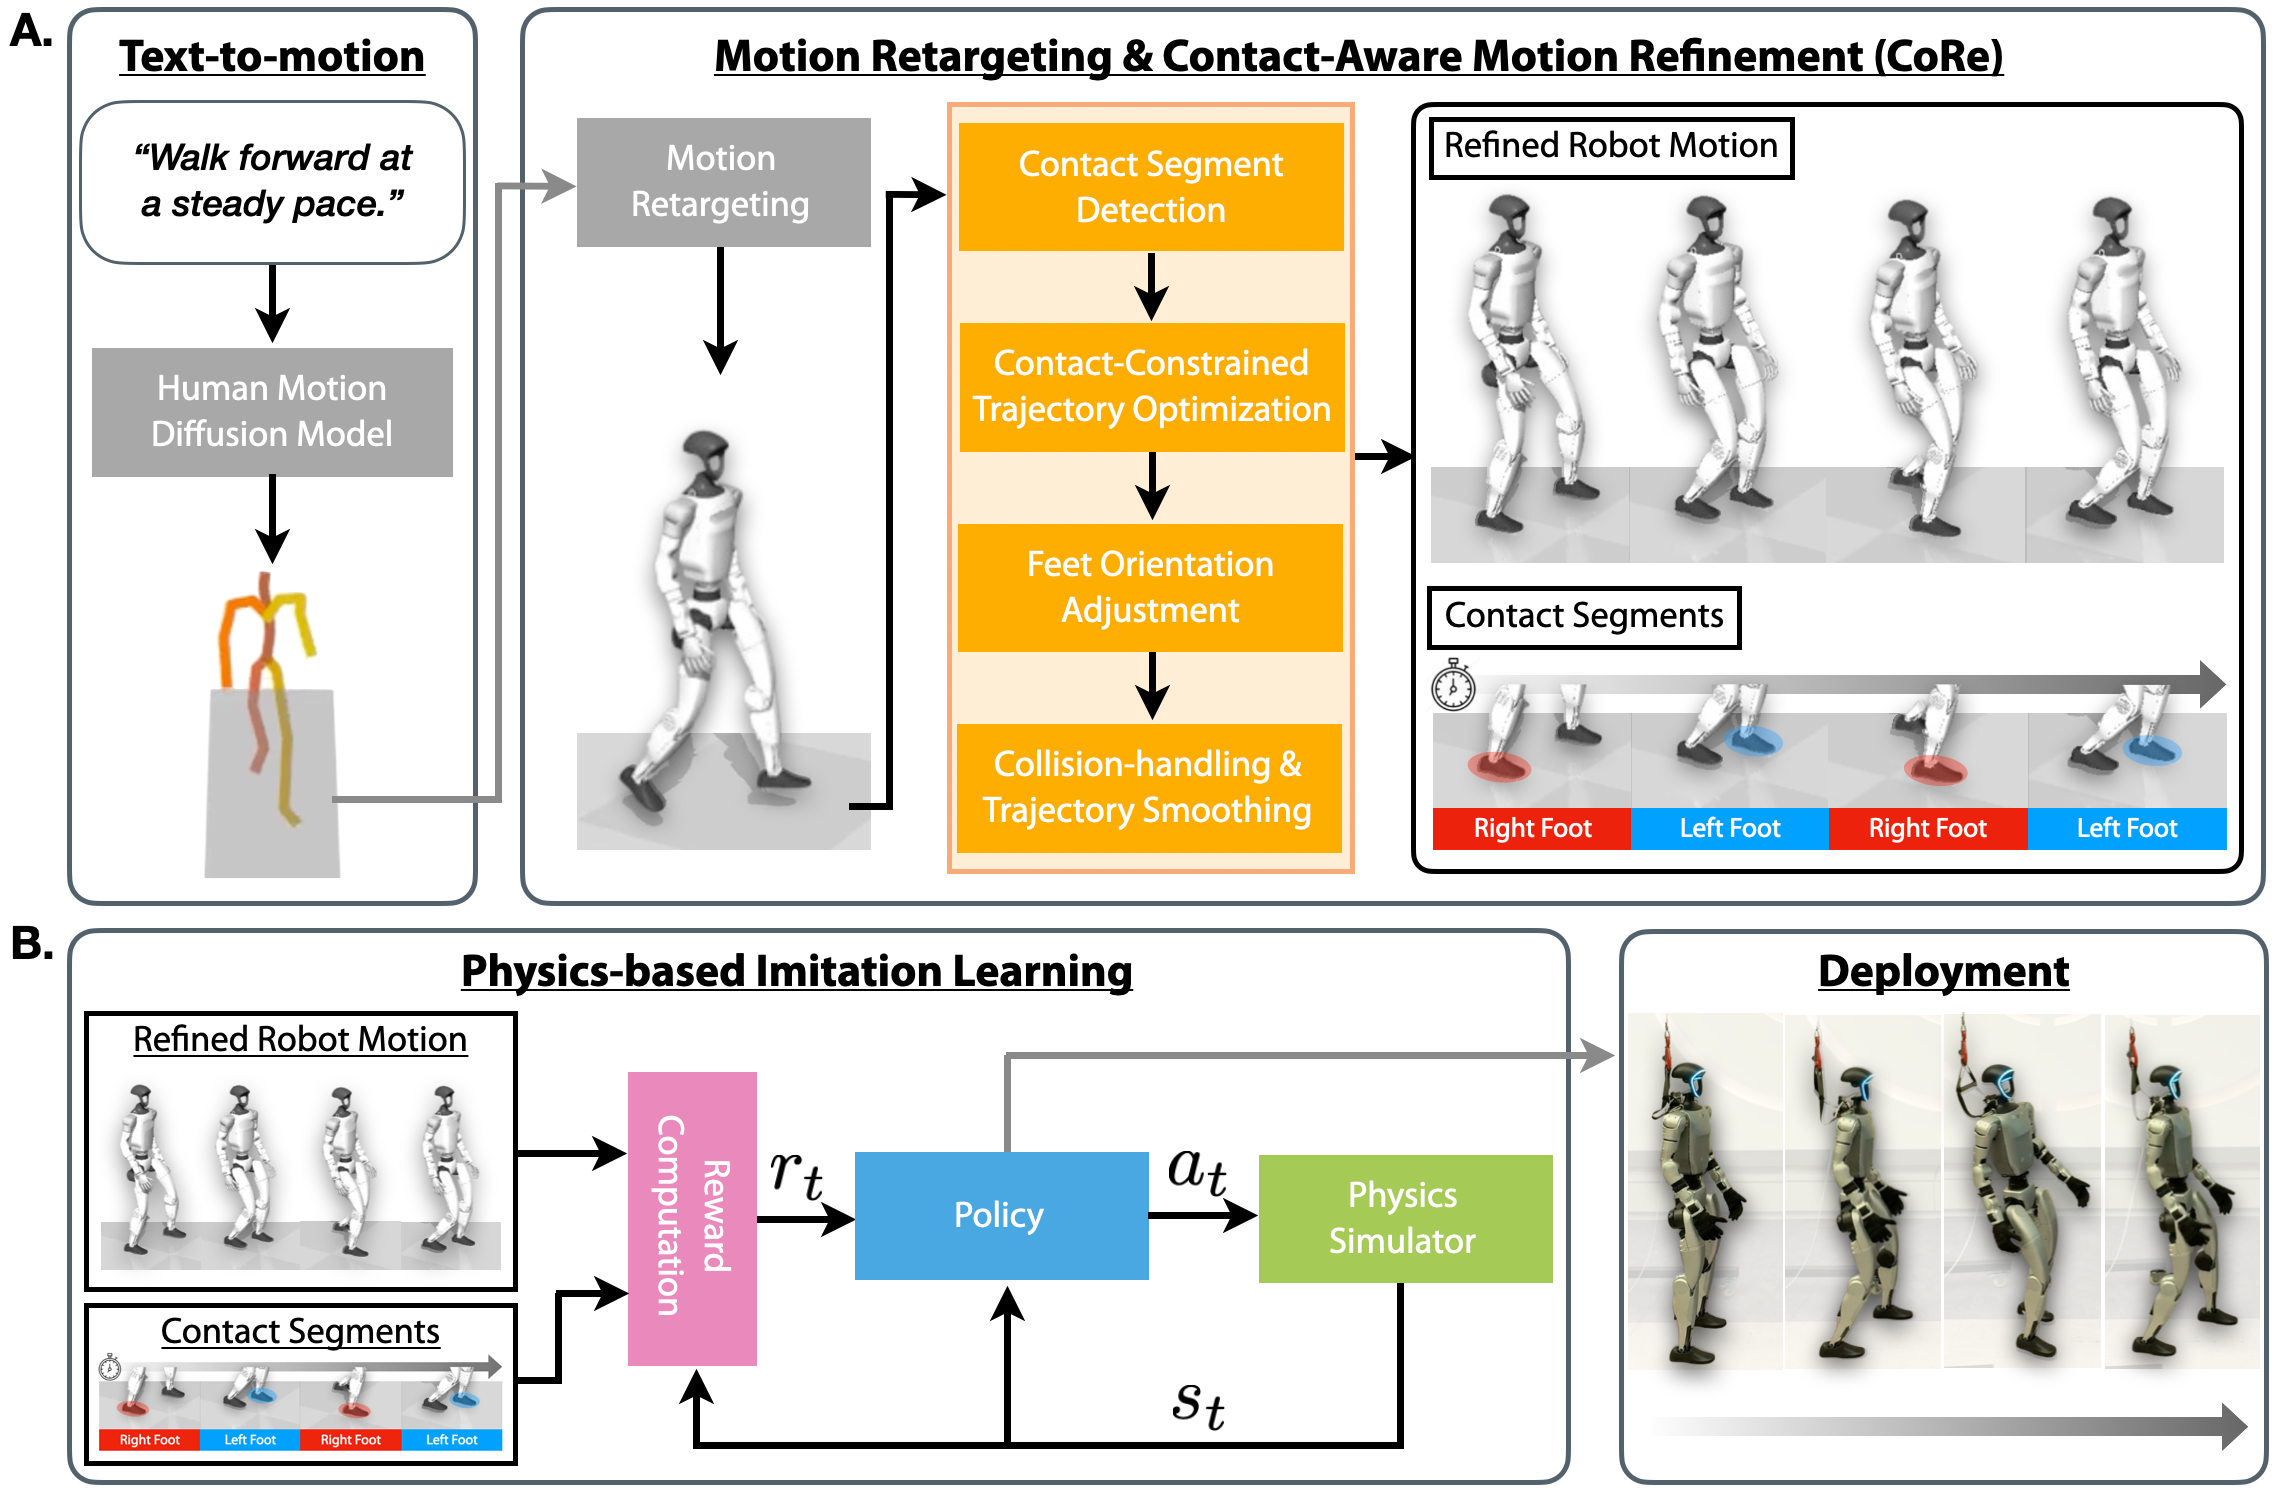 A.
Text-to-motion
“Walk forward at
a steady pace.”
Human Motion
Diffusion Model
Motion Retargeting & Contact-Aware Motion Refinement (CoRe)
Motion
Retargeting
Contact Segment
Detection
Contact-Constrained
Trajectory Optimization
Feet Orientation
Adjustment
Collision-handling &
Trajectory Smoothing
Refined Robot Motion
Contact Segments
Right Foot
Left Foot
Right Foot
Left Foot
B.
Physics-based Imitation Learning
Refined Robot Motion
Contact Segments
Right Foot
Left Foot
Right Foot
Left Foot
Reward
Computation
r_t
Policy
a_t
Physics
Simulator
s_t
Deployment